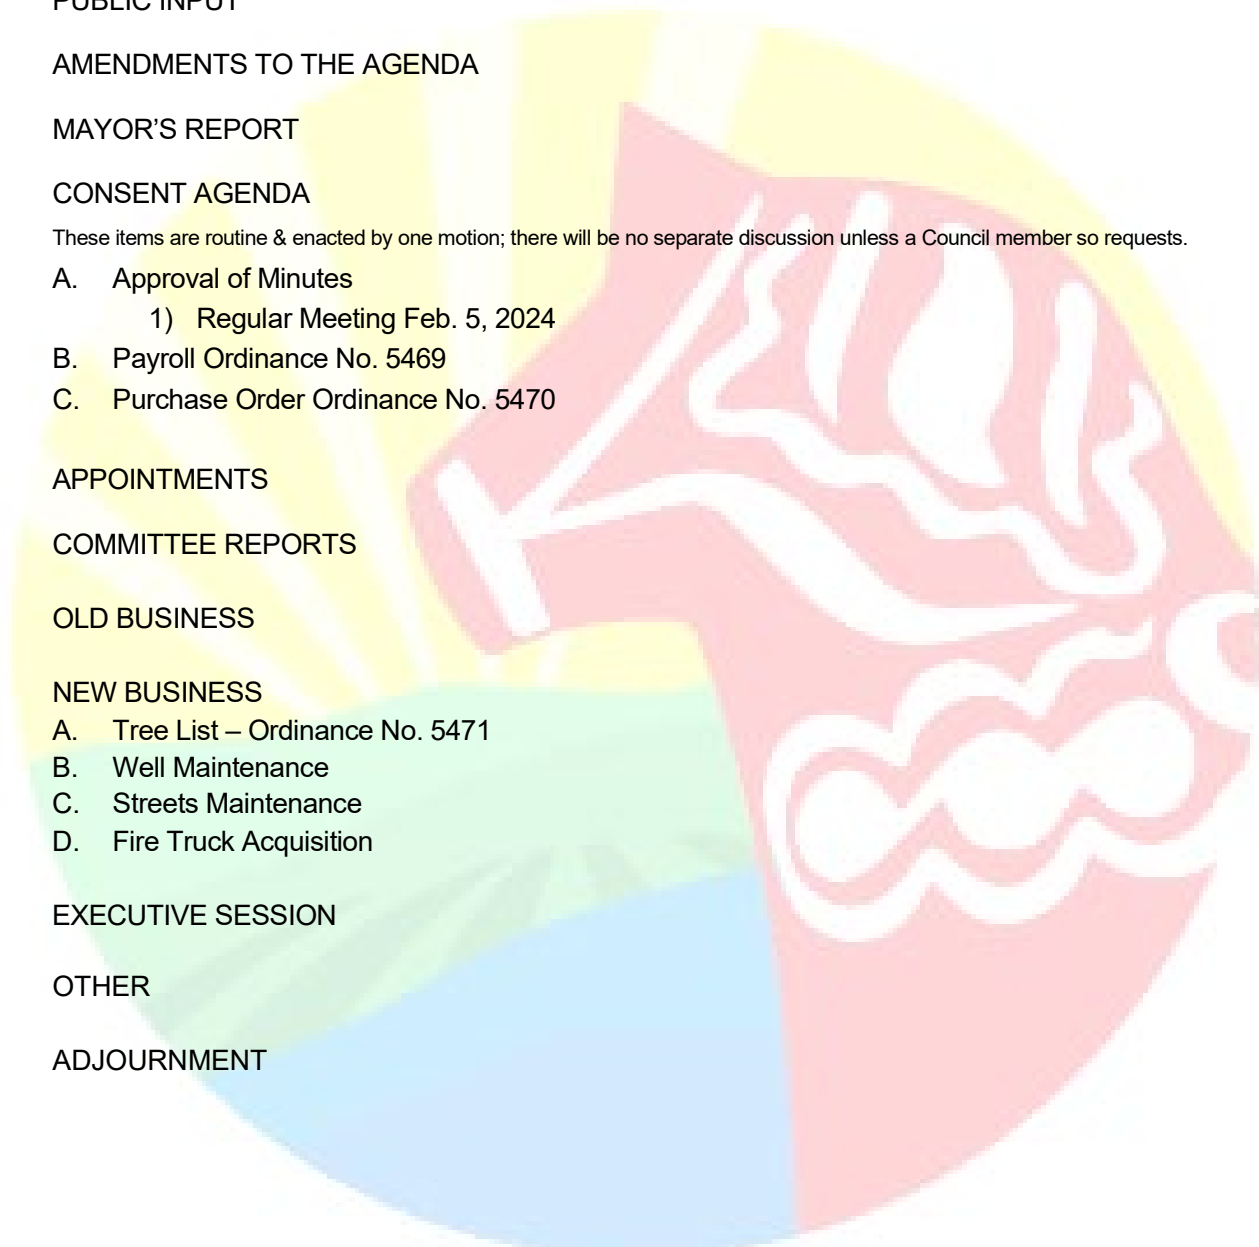 PUBLIC INPUT
AMENDMENTS TO THE AGENDA
MAYOR’S REPORT
CONSENT AGENDA
These items are routine & enacted by one motion; there will be no separate discussion unless a Council member so requests.
A. Approval of Minutes
1) Regular Meeting Feb. 5, 2024
B. Payroll Ordinance No. 5469
C. Purchase Order Ordinance No. 5470
APPOINTMENTS
COMMITTEE REPORTS
OLD BUSINESS
NEW BUSINESS
A. Tree List – Ordinance No. 5471
B. Well Maintenance
C. Streets Maintenance
D. Fire Truck Acquisition
EXECUTIVE SESSION
OTHER
ADJOURNMENT